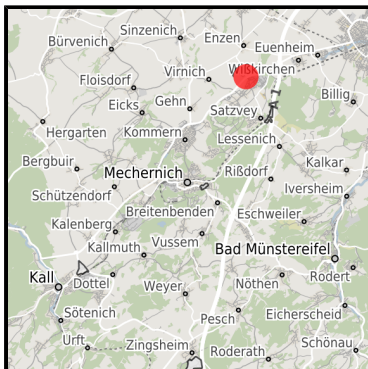 Sinzenich
Enzen
Bürvenich
Euenheim
Virnich
Wißkirchen
Floisdorf
Gehn
Billig
Eicks
Satzvey
A 1
Hergarten
Kommern
Lessenich
Bergbuir
Kalkar
Mechernich
Rißdorf
Schützendorf
Iversheim
Breitenbenden
Eschweiler
Kalenberg
Vussem
Kallmuth
Bad Münstereifel
Kall
Dottel
Rodert
Weyer
Nöthen
Sötenich
Pesch
Eicherscheid
Urft
Zingsheim
Roderath
Schönau